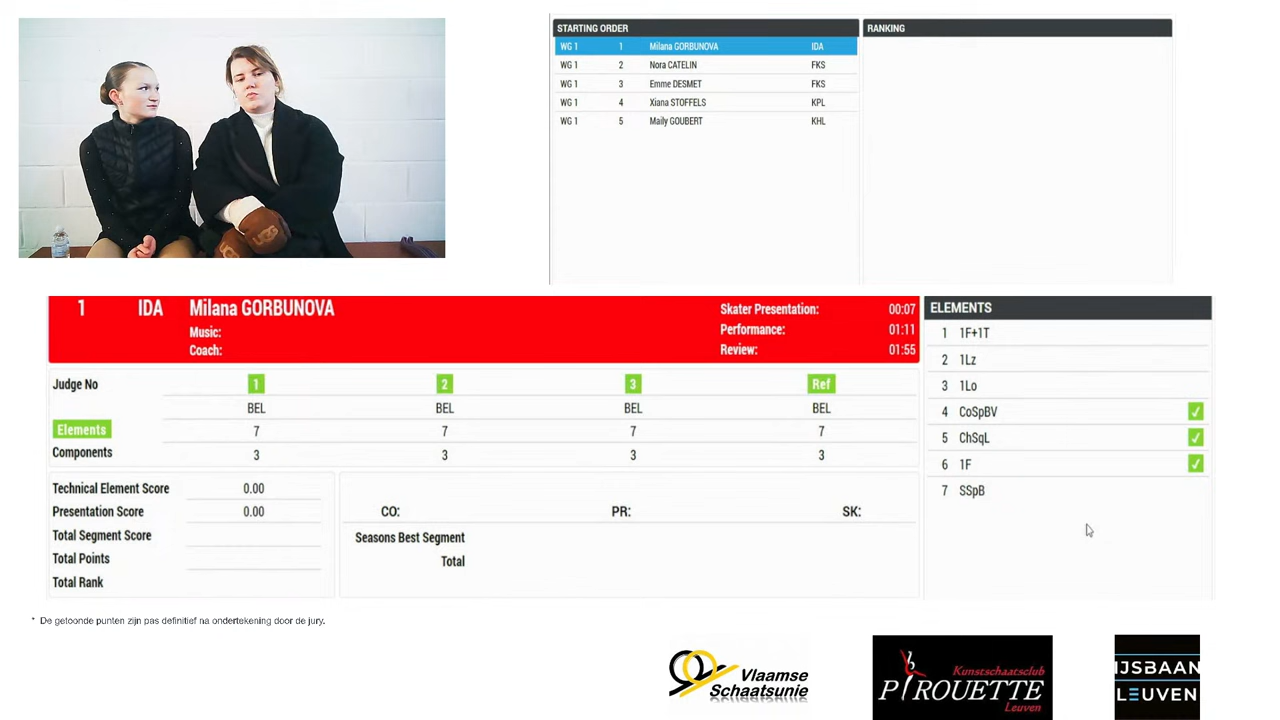 UGG
UGG
STARTING ORDER
WG 1 1 Milana GORBUNOVA IDA
WG 1 2 Nora CATELIN FKS
WG 1 3 Emme DESMET FKS
WG 1 4 Xiana STOFFELS KPL
WG 1 5 Maily GOUBERT KHL
RANKING
1 IDA Milana GORBUNOVA
Music:
Coach:
Skater Presentation: 00:07
Performance: 01:11
Review: 01:55
Judge No 1 2 3 Ref
BEL BEL BEL BEL
Elements 7 7 7 7
Components 3 3 3 3
Technical Element Score 0.00
Presentation Score 0.00
Total Segment Score
Total Points
Total Rank
CO: PR: SK:
Seasons Best Segment
Total
ELEMENTS
1 1F+1T
2 1Lz
3 1Lo
4 CoSpBV
5 ChSqL
6 1F
7 SSpB
* De getoonde punten zijn pas definitief na ondertekening door de jury.
Vlaamse
Schaatsunie
Kunstschaatsclub
PIROUETTE
Leuven
IJSBAAN
LEUVEN